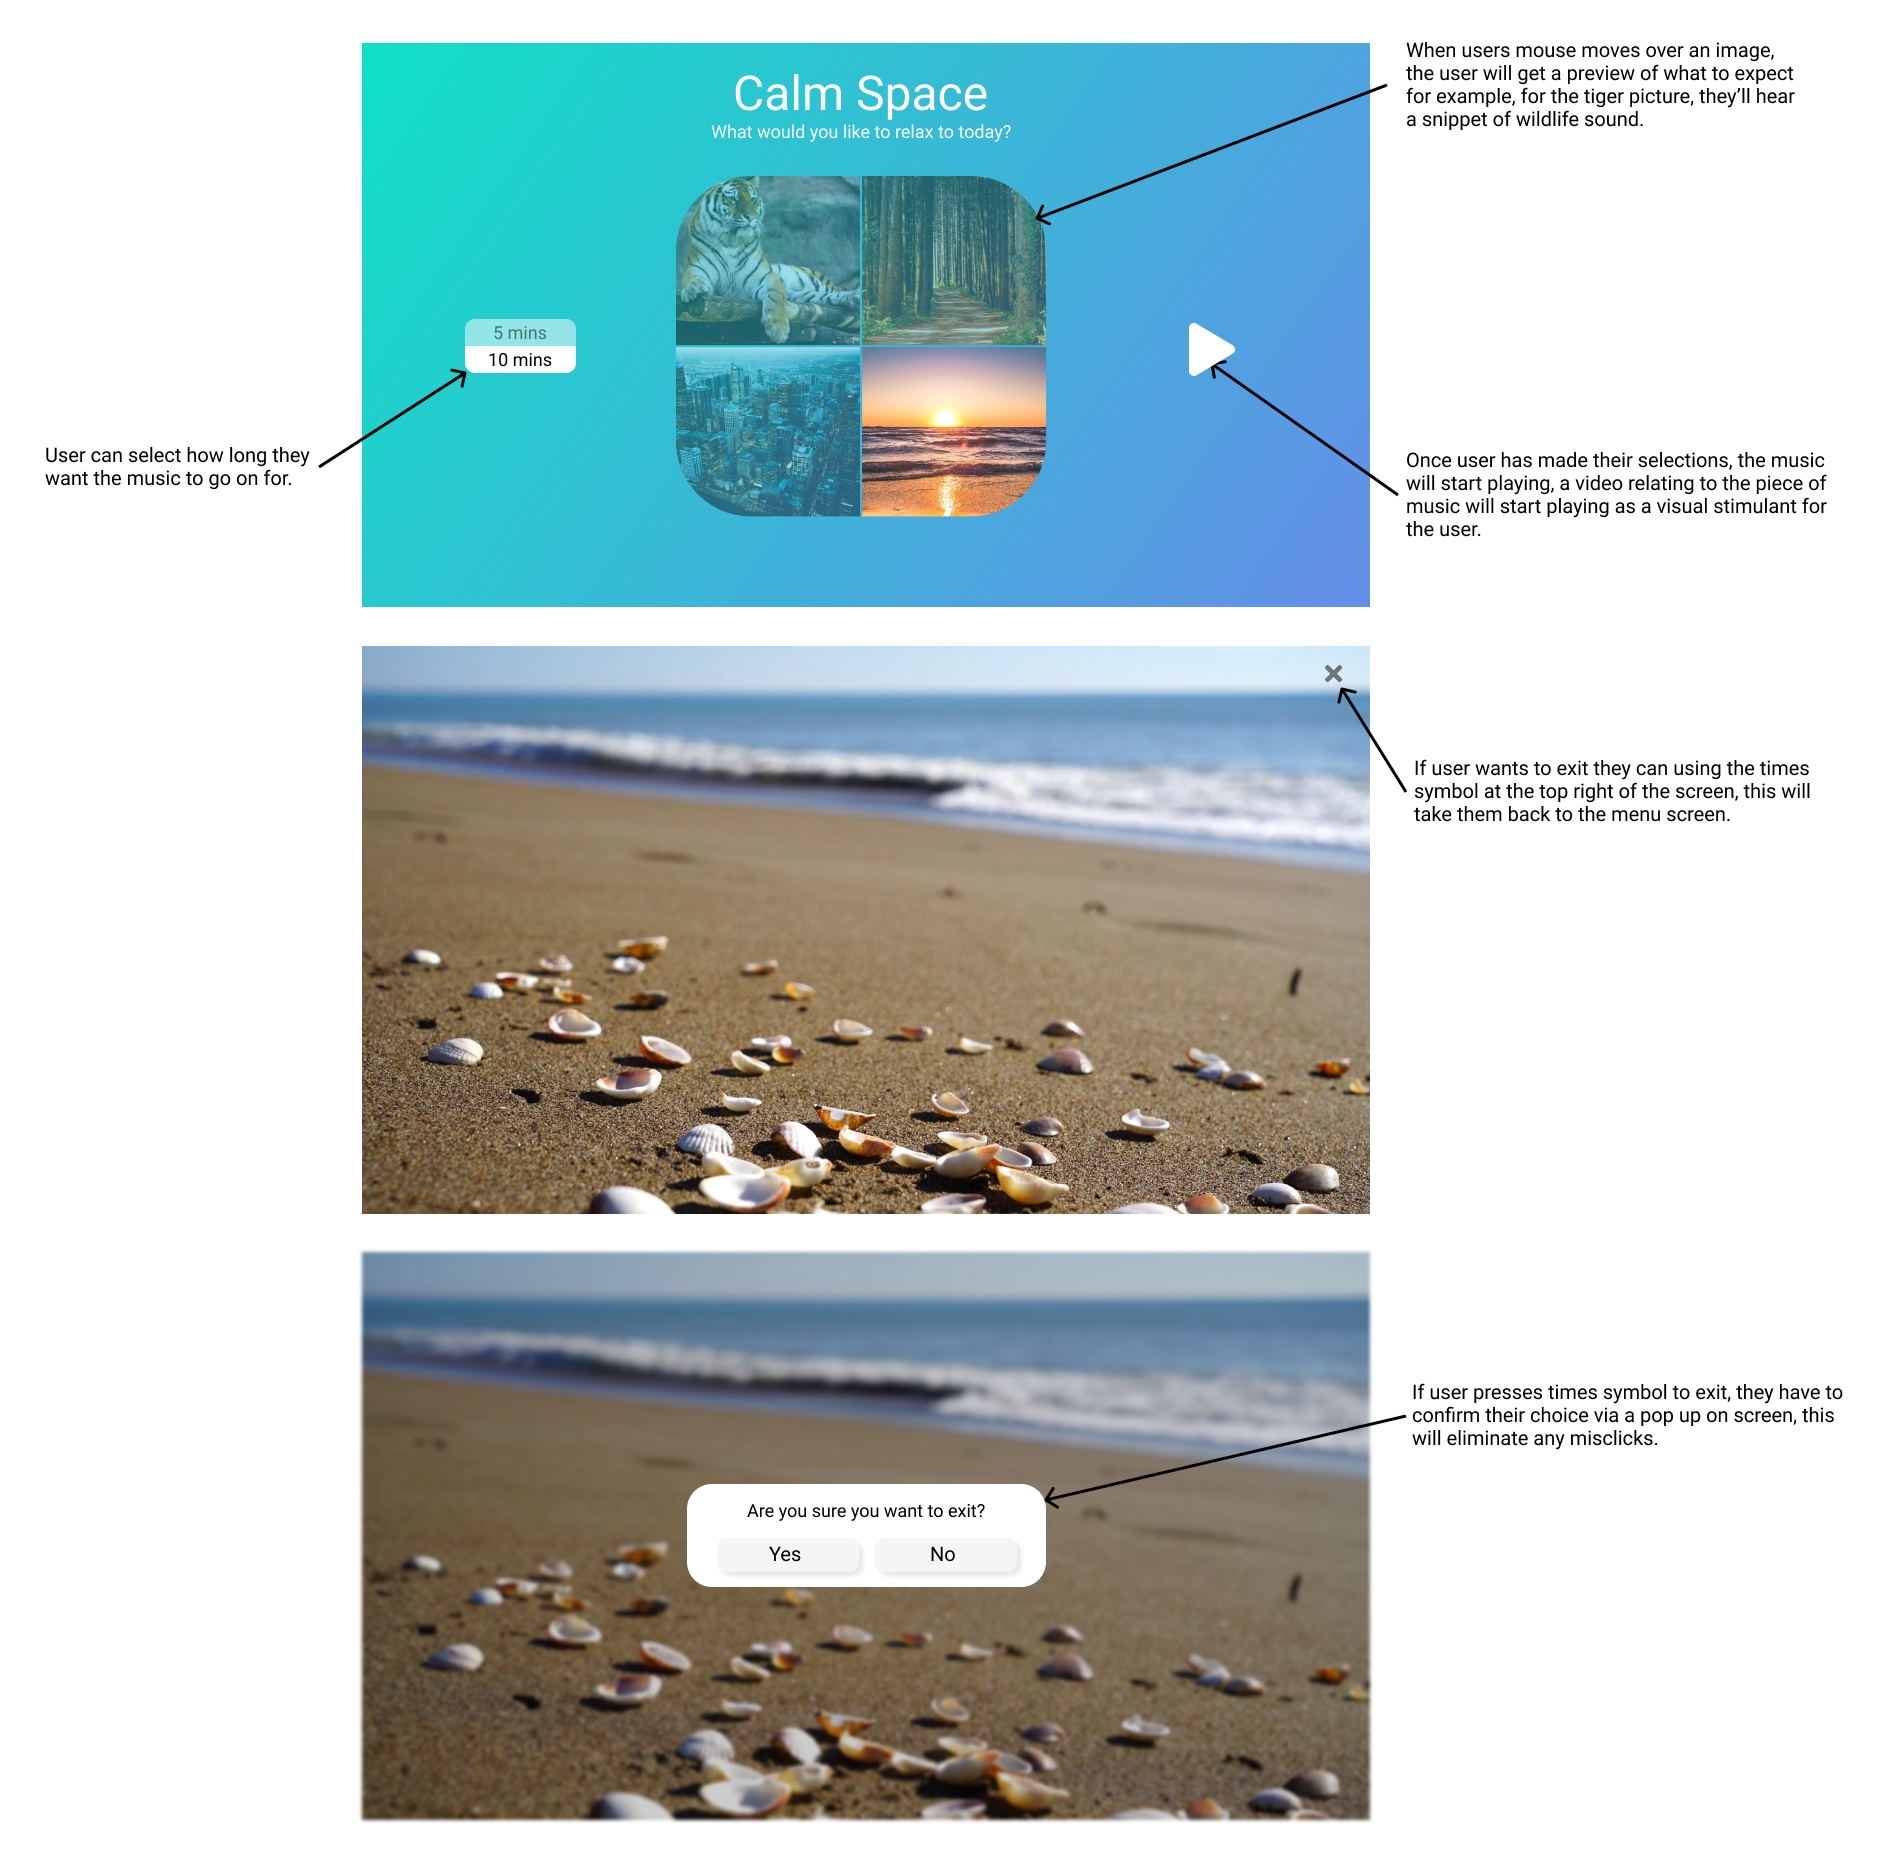 Calm Space
What would you like to relax to today?
When users mouse moves over an image,
the user will get a preview of what to expect
for example, for the tiger picture, they’ll hear
a snippet of wildlife sound.
5 mins
10 mins
User can select how long they
want the music to go on for.
Once user has made their selections, the music
will start playing, a video relating to the piece of
music will start playing as a visual stimulant for
the user.
If user wants to exit they can using the times
symbol at the top right of the screen, this will
take them back to the menu screen.
If user presses times symbol to exit, they have to
confirm their choice via a pop up on screen, this
will eliminate any misclicks.
Are you sure you want to exit?
Yes No